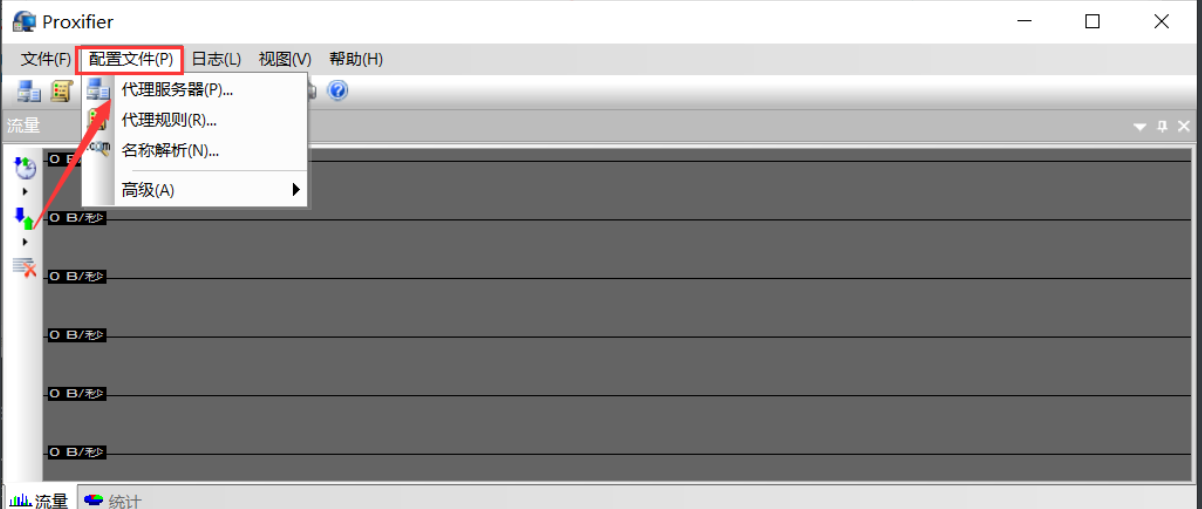 Proxifier
文件(F) 配置文件(P) 日志(L) 视图(V) 帮助(H)
代理服务器(P)...
流量
代理规则(R)...
.com 名称解析(N)...
高级(A)
0 B/秒
0 B/秒
0 B/秒
0 B/秒
0 B/秒
流量 统计